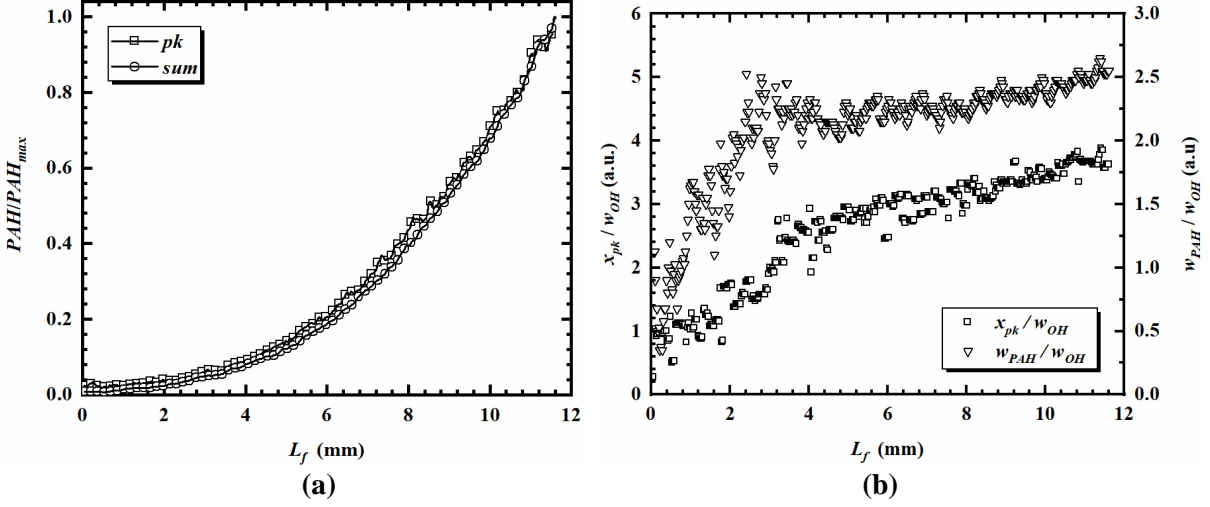 1.0
0.8
0.6
0.4
0.2
0.0
PAH/PAH_max
pk
sum
0 2 4 6 8 10 12
L_f (mm)
(a)
6
5
4
3
2
1
0
x_pk / w_OH (a.u.)
3.0
2.5
2.0
1.5
1.0
0.5
0.0
w_PAH / w_OH (a.u)
x_pk / w_OH
w_PAH / w_OH
0 2 4 6 8 10 12
L_f (mm)
(b)